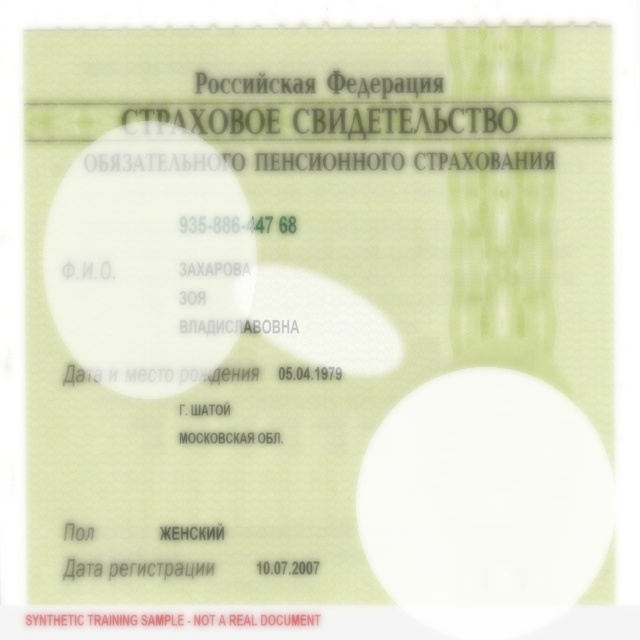 Российская Федерация
СТРАХОВОЕ СВИДЕТЕЛЬСТВО
ОБЯЗАТЕЛЬНОГО ПЕНСИОННОГО СТРАХОВАНИЯ
935-886-447 68
Ф.И.О. ЗАХАРОВА
ЗОЯ
ВЛАДИСЛАВОВНА
Дата и место рождения 05.04.1979
Г. ШАТОЙ
МОСКОВСКАЯ ОБЛ.
Пол ЖЕНСКИЙ
Дата регистрации 10.07.2007
SYNTHETIC TRAINING SAMPLE - NOT A REAL DOCUMENT